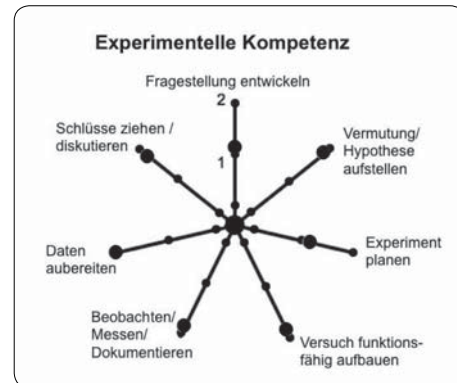 Experimentelle Kompetenz
Fragestellung entwickeln
2
1
Schlüsse ziehen /
diskutieren
Vermutung/
Hypothese
aufstellen
Daten
aubereiten
Experiment
planen
Beobachten/
Messen/
Dokumentieren
Versuch funktions-
fähig aufbauen